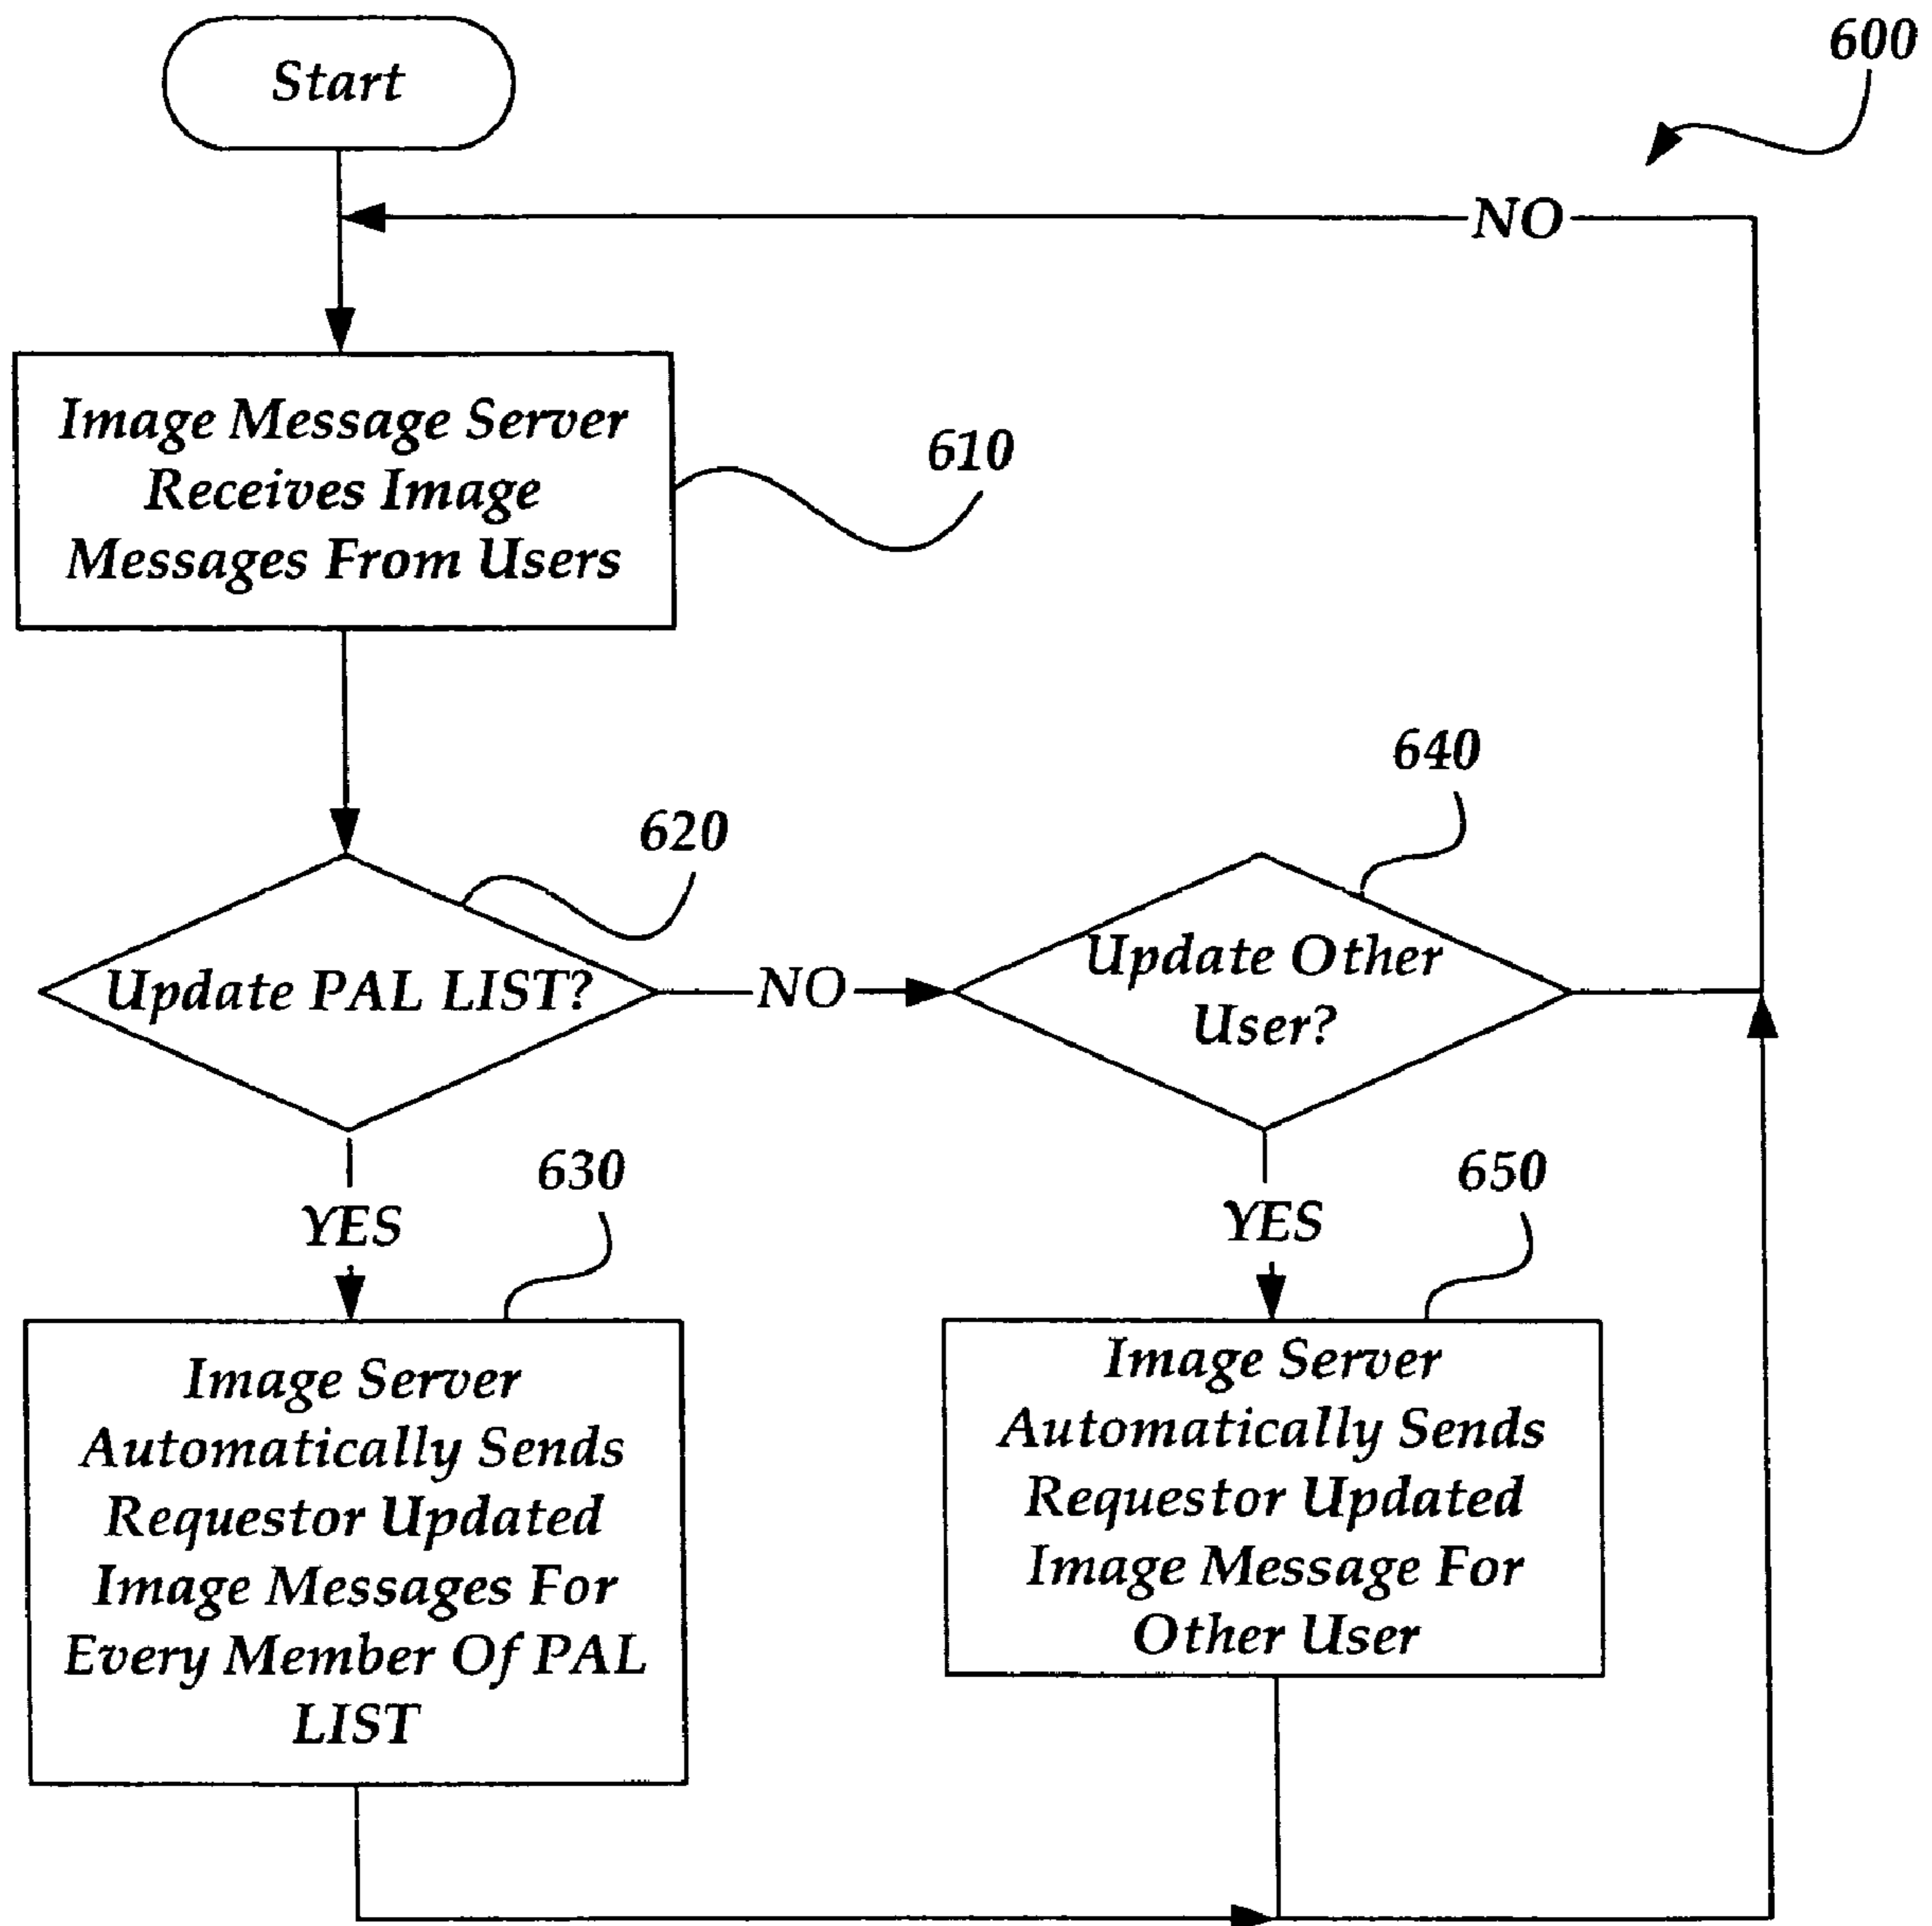 Start
600
NO
Image Message Server
Receives Image
Messages From Users
610
640
620
Update PAL LIST?
NO
Update Other
User?
630
650
YES
YES
Image Server
Automatically Sends
Requestor Updated
Image Messages For
Every Member Of PAL
LIST
Image Server
Automatically Sends
Requestor Updated
Image Message For
Other User